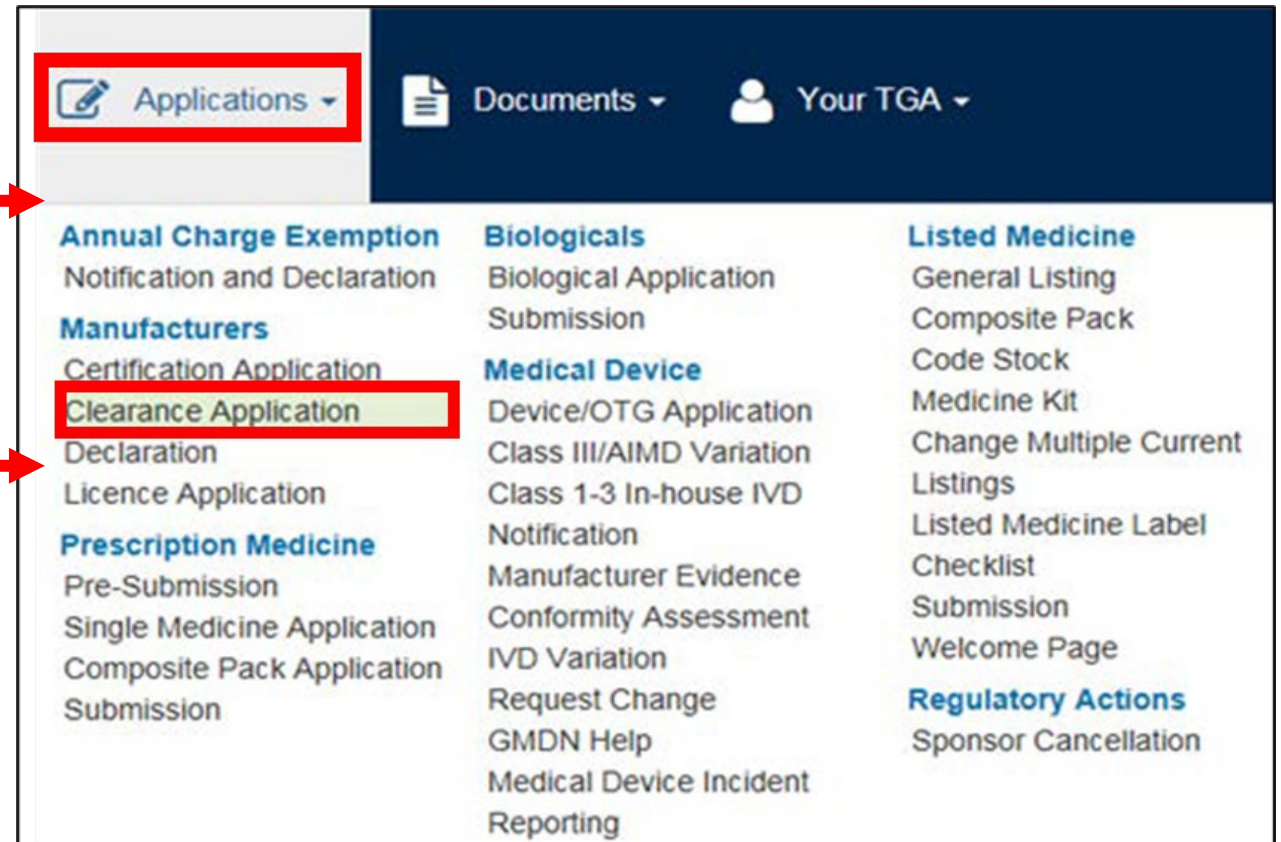 Applications
Documents
Your TGA
Annual Charge Exemption
Notification and Declaration
Manufacturers
Certification Application
Clearance Application
Declaration
Licence Application
Prescription Medicine
Pre-Submission
Single Medicine Application
Composite Pack Application
Submission
Biologicals
Biological Application
Submission
Medical Device
Device/OTG Application
Class III/AIMD Variation
Class 1-3 In-house IVD
Notification
Manufacturer Evidence
Conformity Assessment
IVD Variation
Request Change
GMDN Help
Medical Device Incident
Reporting
Listed Medicine
General Listing
Composite Pack
Code Stock
Medicine Kit
Change Multiple Current
Listings
Listed Medicine Label
Checklist
Submission
Welcome Page
Regulatory Actions
Sponsor Cancellation